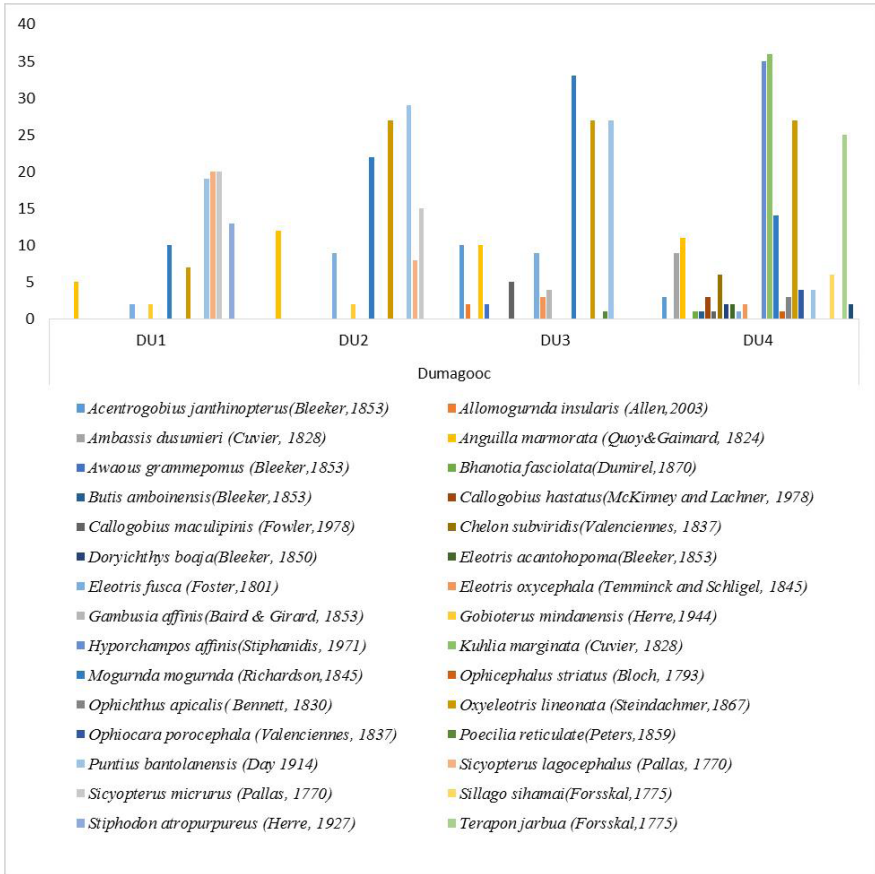 40
35
30
25
20
15
10
5
0
DU1 DU2 DU3 DU4
Dumagooc
Acentrogobius janthinopterus(Bleeker,1853) Allomogurnda insularis (Allen,2003)
Ambassis dusumieri (Cuvier, 1828) Anguilla marmorata (Quoy&Gaimard, 1824)
Awaous grammepomus (Bleeker,1853) Bhanotia fasciolata(Dumirel,1870)
Butis amboinensis(Bleeker,1853) Callogobius hastatus(McKinney and Lachner, 1978)
Callogobius maculipinis (Fowler,1978) Chelon subviridis(Valenciennes, 1837)
Doryichthys boaja(Bleeker, 1850) Eleotris acantohopoma(Bleeker,1853)
Eleotris fusca (Foster,1801) Eleotris oxycephala (Temminck and Schligel, 1845)
Gambusia affinis(Baird & Girard, 1853) Gobioterus mindanensis (Herre,1944)
Hyporchampos affinis(Stiphanidis, 1971) Kuhlia marginata (Cuvier, 1828)
Mogurnda mogurnda (Richardson,1845) Ophicephalus striatus (Bloch, 1793)
Ophichthus apicalis( Bennett, 1830) Oxyeleotris lineonata (Steindachmer,1867)
Ophiocara porocephala (Valenciennes, 1837) Poecilia reticulate(Peters,1859)
Puntius bantolanensis (Day 1914) Sicyopterus lagocephalus (Pallas, 1770)
Sicyopterus micrurus (Pallas, 1770) Sillago sihamai(Forsskal,1775)
Stiphodon atropurpureus (Herre, 1927) Terapon jarbua (Forsskal,1775)